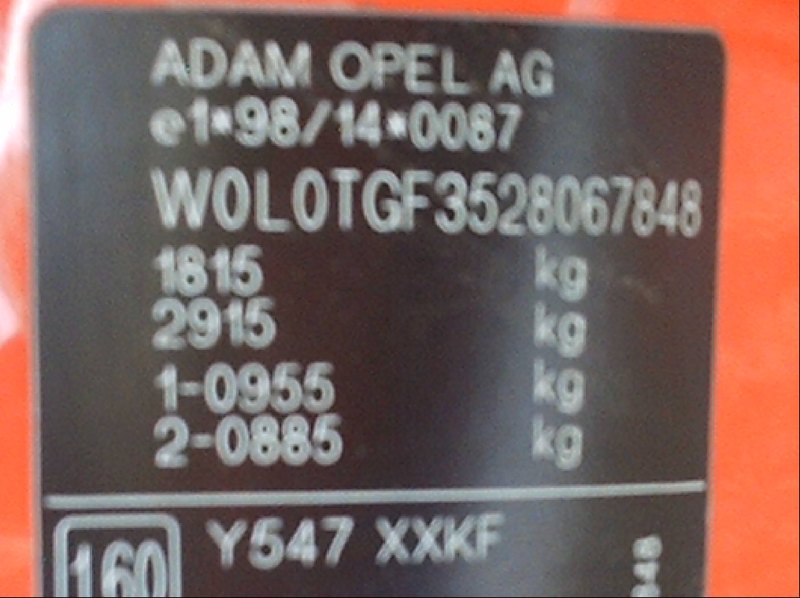 ADAM OPEL AG
e1*98/14*0087
W0L0TGF3528067848
1815 kg
2915 kg
1-0955 kg
2-0885 kg
160 Y547 XXKF